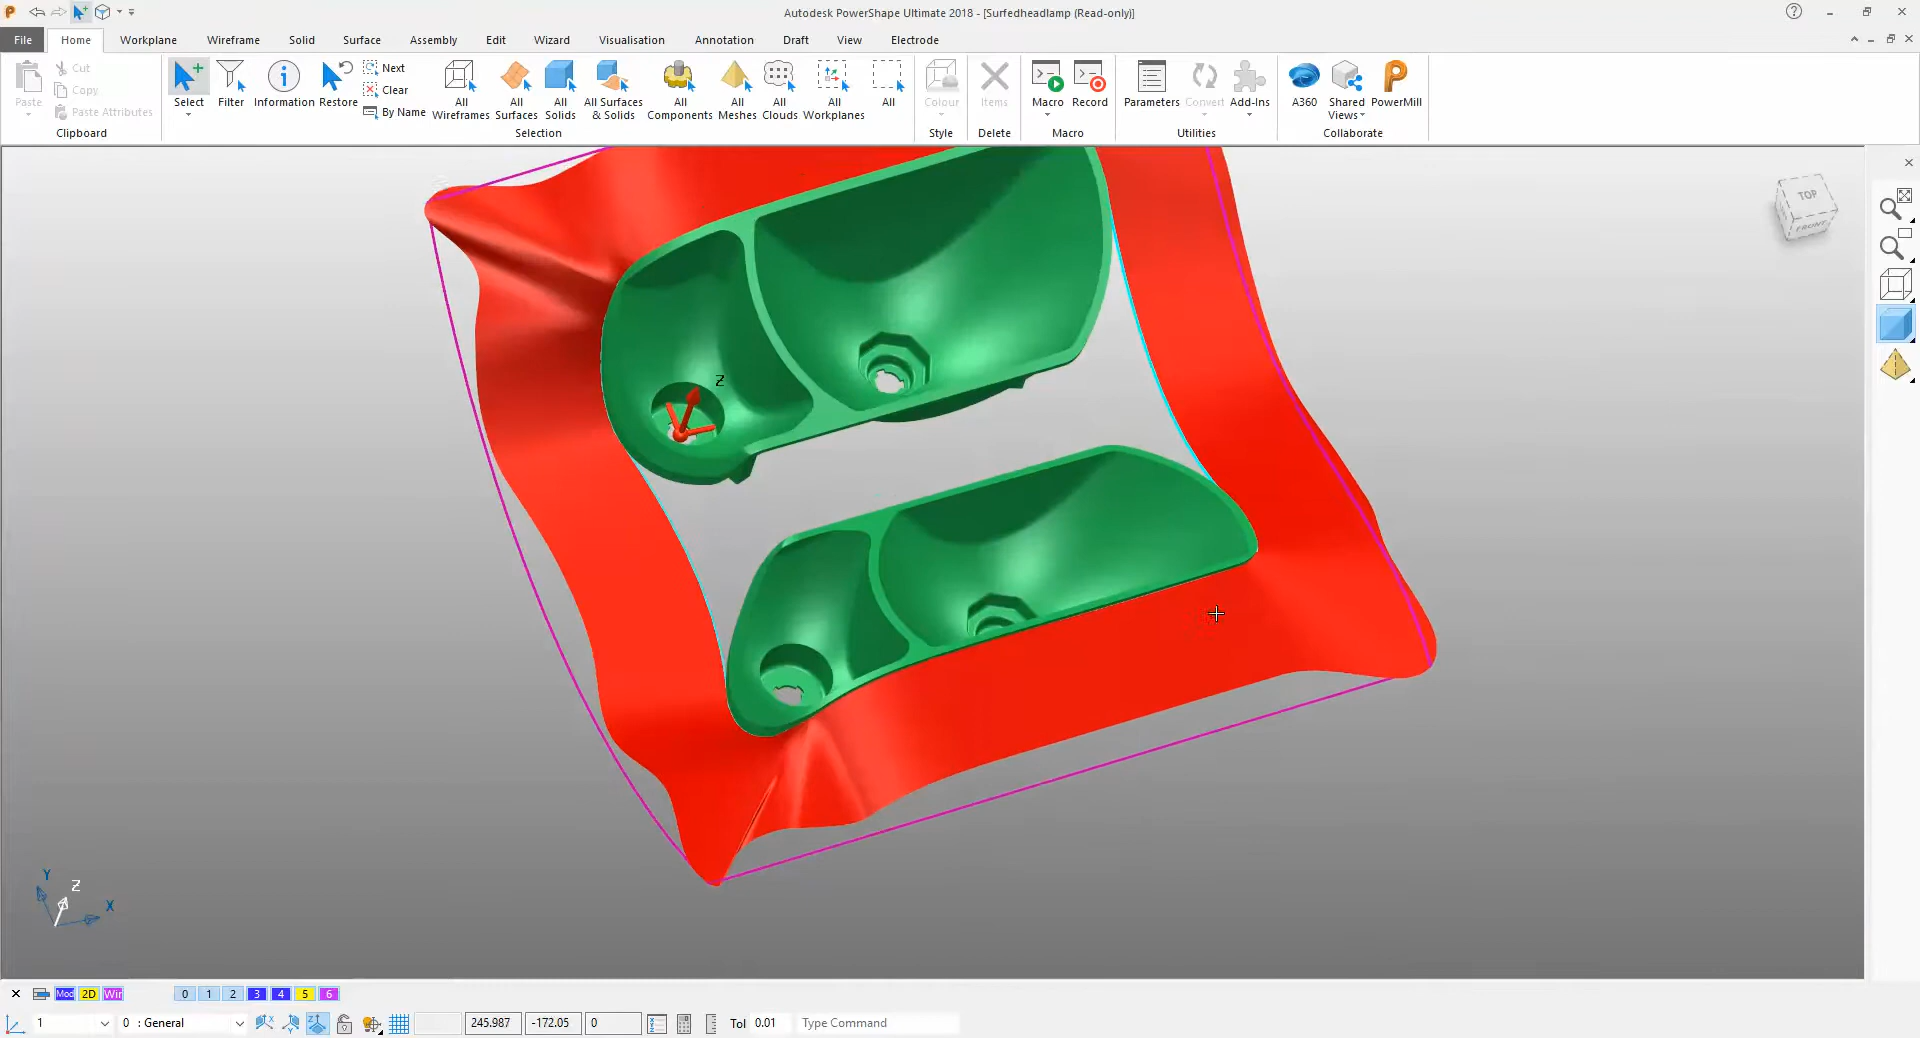 Autodesk PowerShape Ultimate 2018 - [Surfedheadlamp (Read-only)]
File Home Workplane Wireframe Solid Surface Assembly Edit Wizard Visualisation Annotation Draft View Electrode
Paste
Cut
Copy
Paste Attributes
Clipboard
Select
Filter
Information
Restore
Next
Clear
By Name
All Wireframes
All Surfaces
All Solids
All Surfaces & Solids
All Components
All Meshes
All Clouds
All Workplanes
All
Selection
Colour
Style
Items
Delete
Macro
Record
Macro
Parameters
Convert
Add-Ins
Utilities
A360
Shared Views
PowerMill
Collaborate
TOP
FRONT
Z
Y
Z
X
Mod 2D Wir 0 1 2 3 4 5 6
1 0 : General 245.987 -172.05 0 Tol 0.01 Type Command